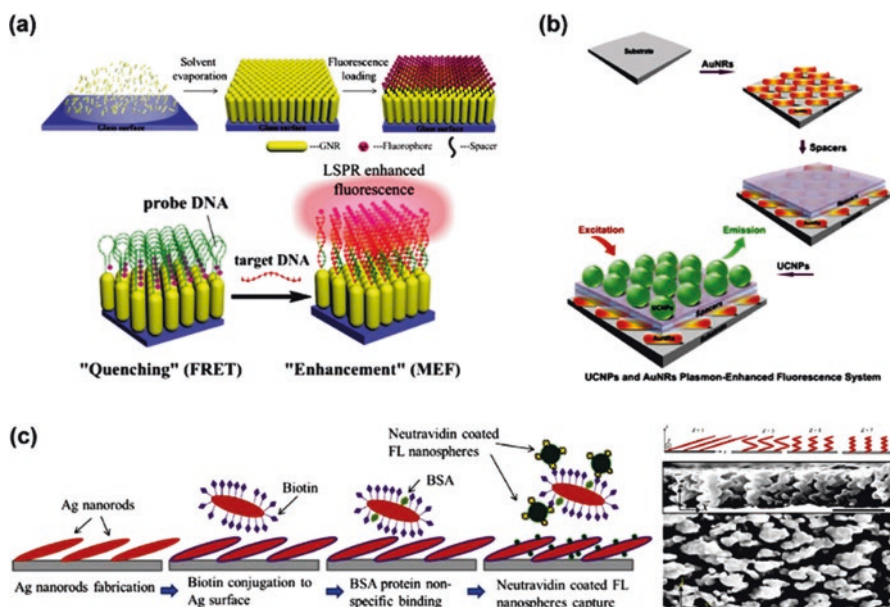 (a)
Solvent
evaporation
Fluorescence
loading
Glass surface
Glass surface
Glass surface
---GNR
---Fluorophore
---Spacer
LSPR enhanced
fluorescence
probe DNA
target DNA
"Quenching" (FRET)
"Enhancement" (MEF)
(b)
Substrate
AuNRs
Spacers
Excitation
Emission
UCNPs
UCNPs
Spacers
AuNRs
UCNPs and AuNRs Plasmon-Enhanced Fluorescence System
(c)
Ag nanorods
Biotin
BSA
Neutravidin coated
FL nanospheres
Ag nanorods fabrication
Biotin conjugation to
Ag surface
BSA protein non-
specific binding
Neutravidin coated FL
nanospheres capture